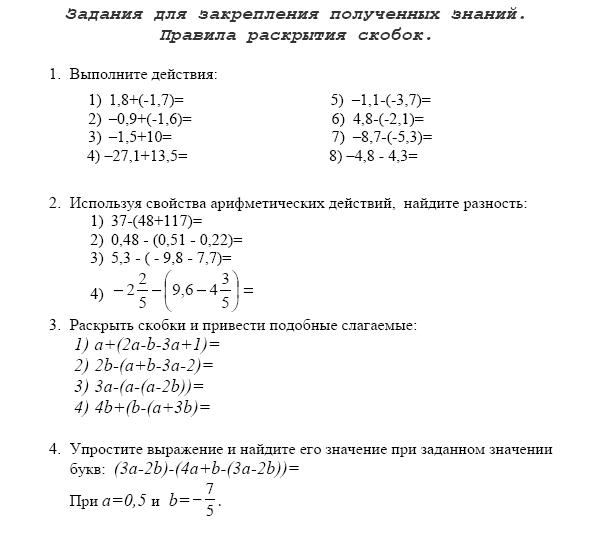 Задания для закрепления полученных знаний.
Правила раскрытия скобок.
1. Выполните действия:
1) 1,8+(-1,7)=
2) –0,9+(-1,6)=
3) –1,5+10=
4) –27,1+13,5=
5) –1,1-(-3,7)=
6) 4,8-(-2,1)=
7) –8,7-(-5,3)=
8) –4,8 - 4,3=
2. Используя свойства арифметических действий, найдите разность:
1) 37-(48+117)=
2) 0,48 - (0,51 - 0,22)=
3) 5,3 - ( - 9,8 - 7,7)=
4) −2 2/5 − (9,6 − 4 3/5) =
3. Раскрыть скобки и привести подобные слагаемые:
1) a+(2a-b-3a+1)=
2) 2b-(a+b-3a-2)=
3) 3a-(a-(a-2b))=
4) 4b+(b-(a+3b)=
4. Упростите выражение и найдите его значение при заданном значении
букв: (3a-2b)-(4a+b-(3a-2b))=
При a=0,5 и b=− 7/5 .